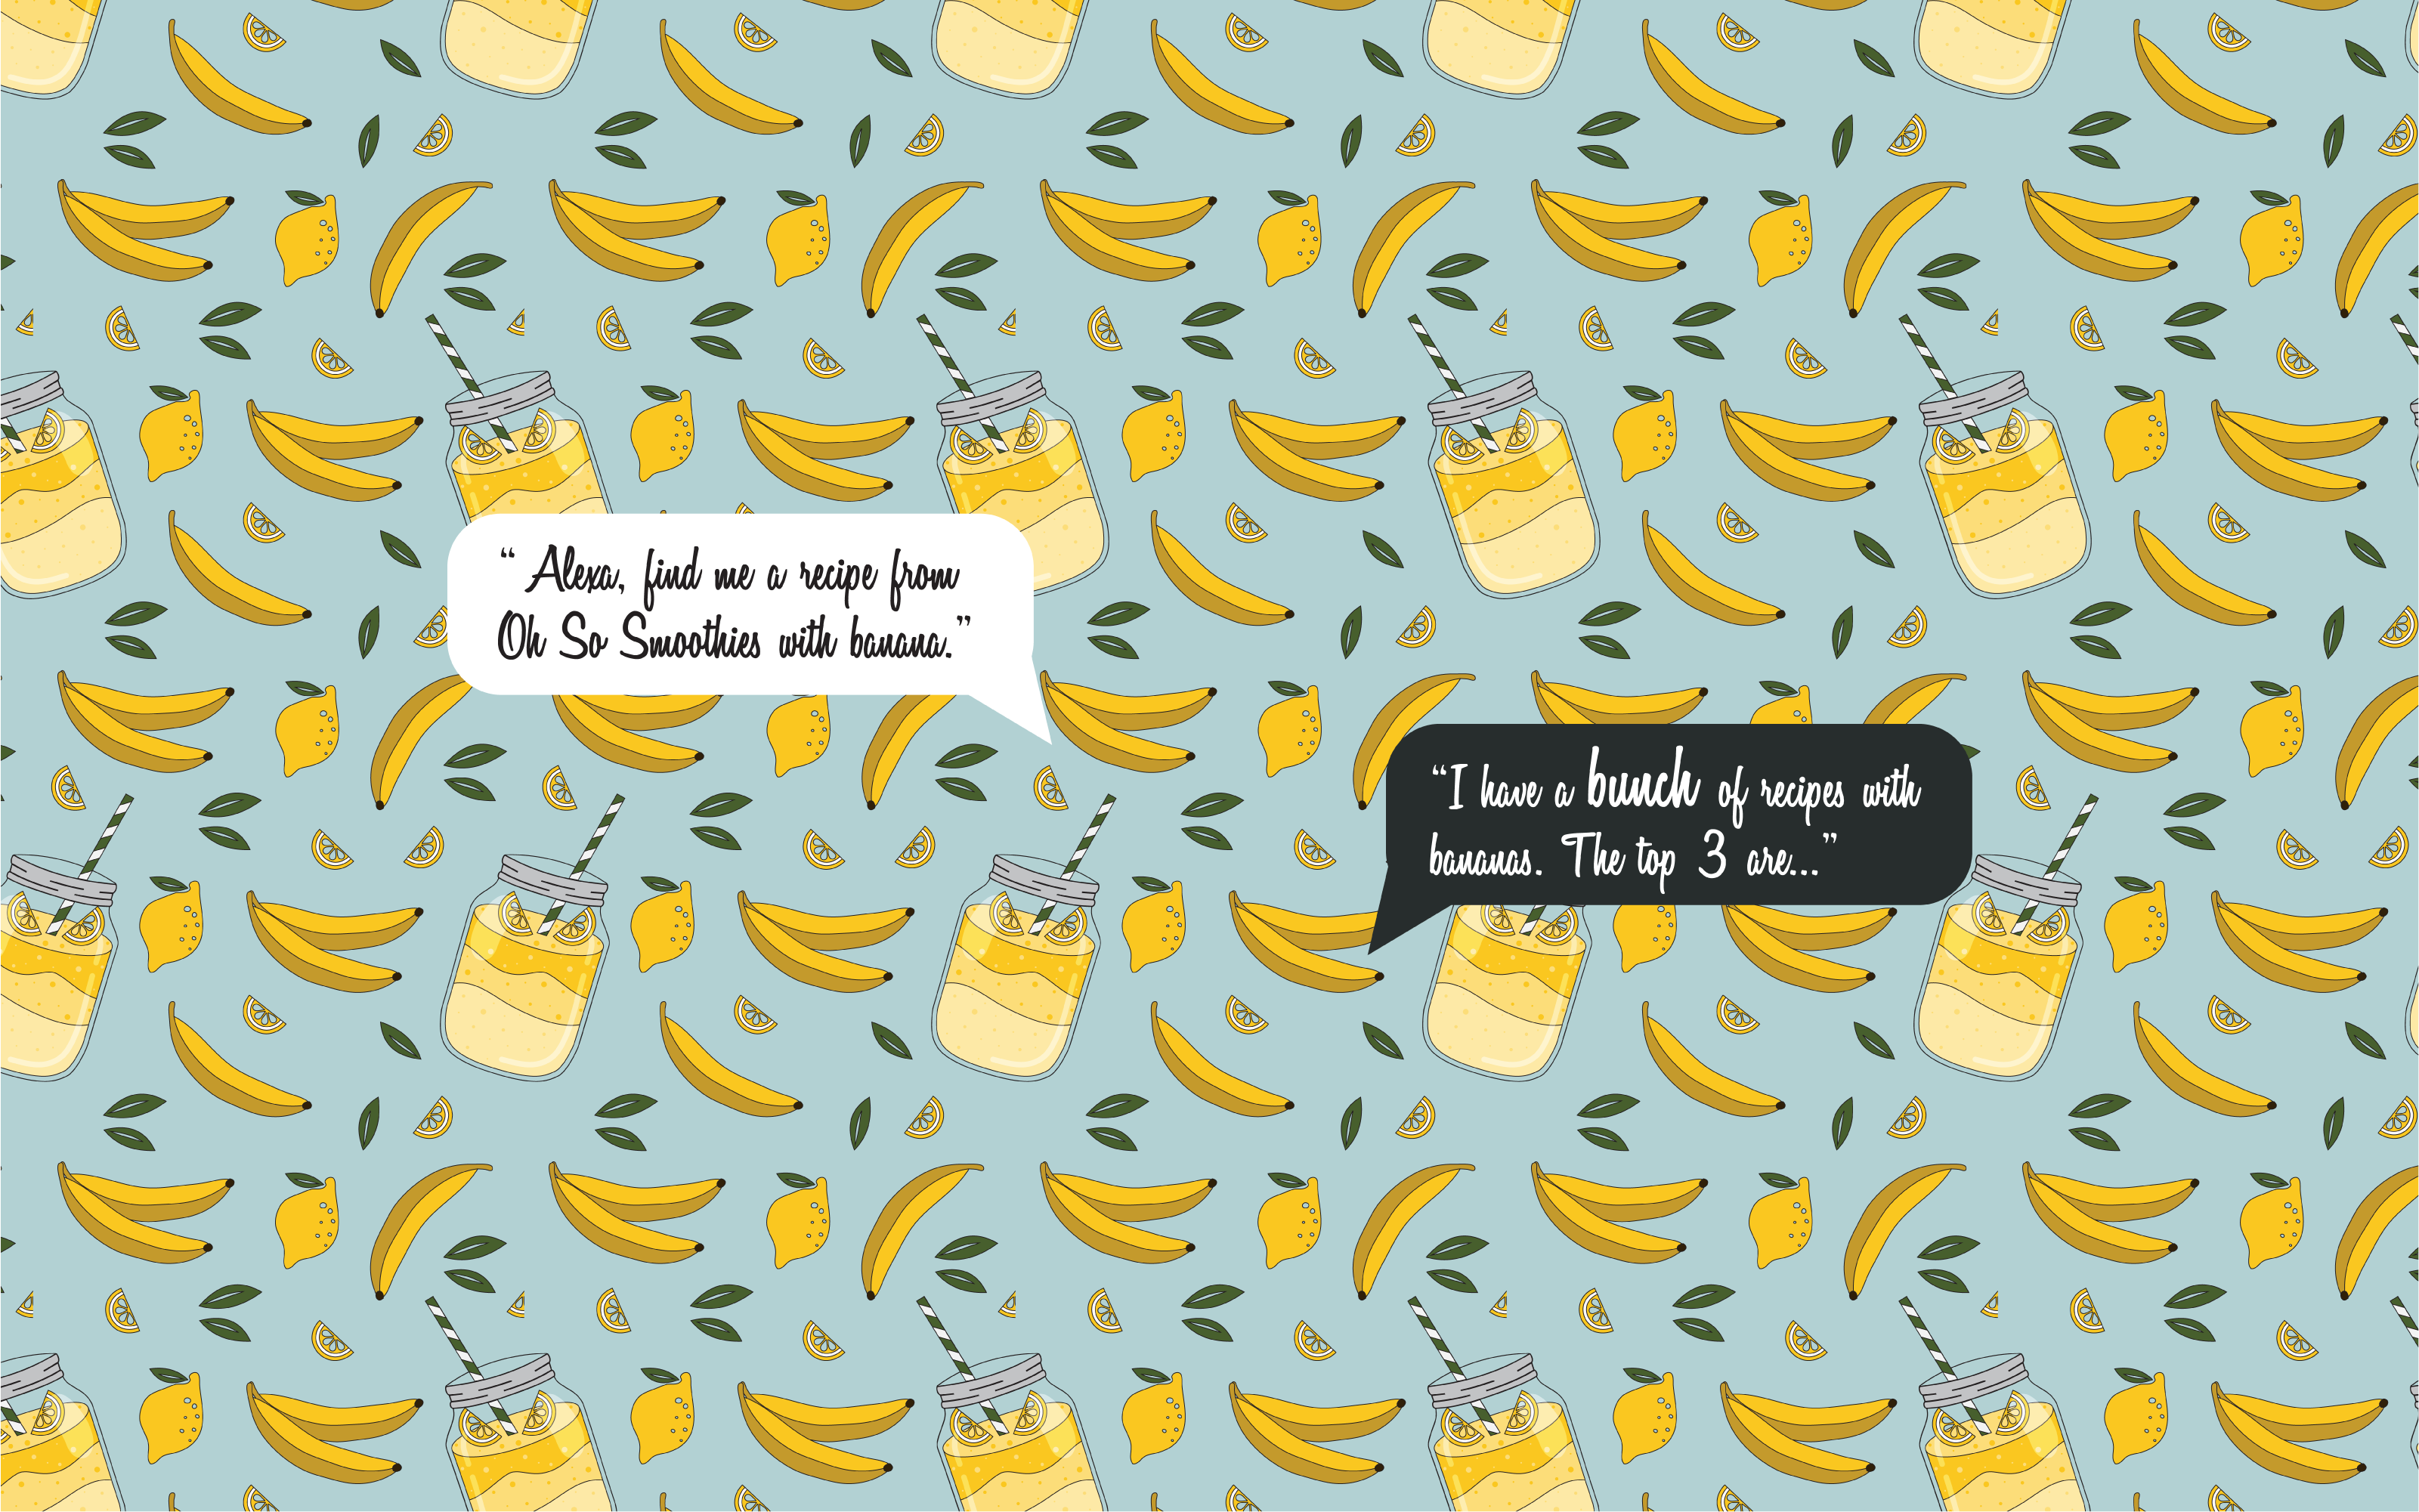 “ Alexa, find me a recipe from
Oh So Smoothies with banana.”
“I have a bunch of recipes with
bananas. The top 3 are...”